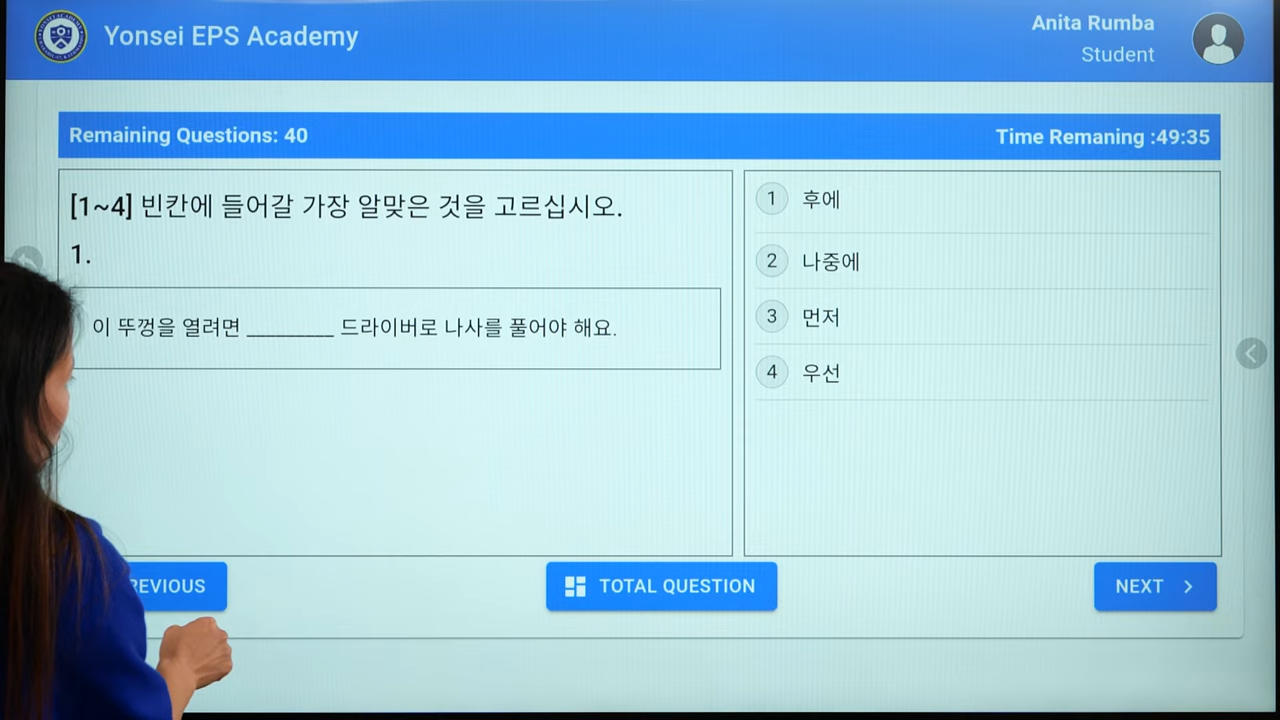 Yonsei EPS Academy
Anita Rumba
Student
Remaining Questions: 40
Time Remaning :49:35
[1~4] 빈칸에 들어갈 가장 알맞은 것을 고르십시오.
1.
이 뚜껑을 열려면 _________ 드라이버로 나사를 풀어야 해요.
1 후에
2 나중에
3 먼저
4 우선
REVIOUS
TOTAL QUESTION
NEXT